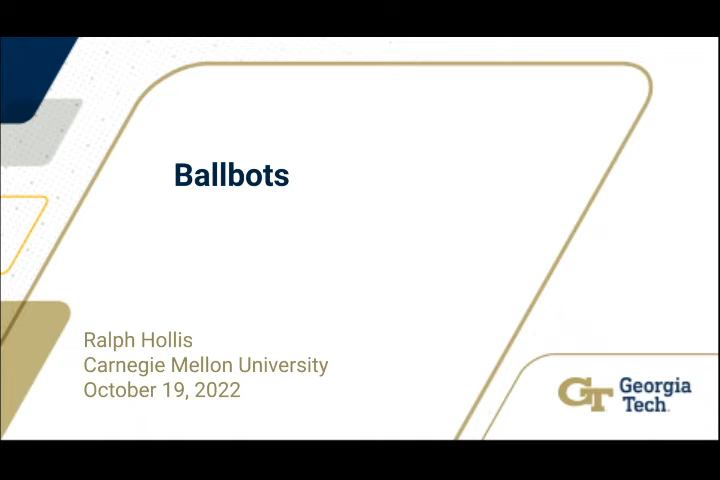 Ballbots
Ralph Hollis
Carnegie Mellon University
October 19, 2022
GT Georgia
Tech